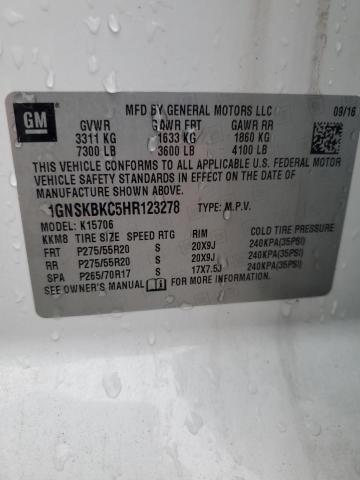 GM
MFD BY GENERAL MOTORS LLC 09/16
GVWR GAWR FRT GAWR RR
3311 KG 1633 KG 1860 KG
7300 LB 3600 LB 4100 LB
THIS VEHICLE CONFORMS TO ALL APPLICABLE U.S. FEDERAL MOTOR
VEHICLE SAFETY STANDARDS IN EFFECT ON THE DATE OF
MANUFACTURE SHOWN ABOVE.
1GNSKBKC5HR123278 TYPE: M.P.V.
MODEL: K15706
KKM8 TIRE SIZE SPEED RTG RIM COLD TIRE PRESSURE
FRT P275/55R20 S 20X9J 240KPA(35PSI)
RR P275/55R20 S 20X9J 240KPA(35PSI)
SPA P265/70R17 S 17X7.5J 240KPA(35PSI)
SEE OWNER'S MANUAL FOR ADDITIONAL INFORMATION